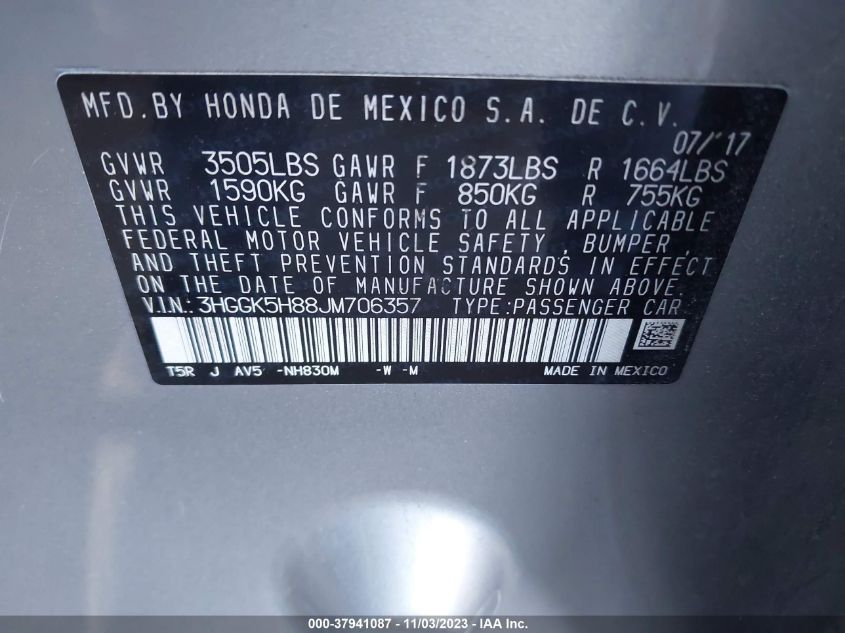 MFD.BY HONDA DE MEXICO S.A. DE C.V.
07/'17
GVWR 3505LBS GAWR F 1873LBS R 1664LBS
GVWR 1590KG GAWR F 850KG R 755KG
THIS VEHICLE CONFORMS TO ALL APPLICABLE
FEDERAL MOTOR VEHICLE SAFETY , BUMPER ,
AND THEFT PREVENTION STANDARDS IN EFFECT
ON THE DATE OF MANUFACTURE SHOWN ABOVE.
V.I.N.: 3HGGK5H88JM706357 TYPE:PASSENGER CAR
T5R J AV5 -NH830M -W -M MADE IN MEXICO
000-37941087 - 11/03/2023 - IAA Inc.